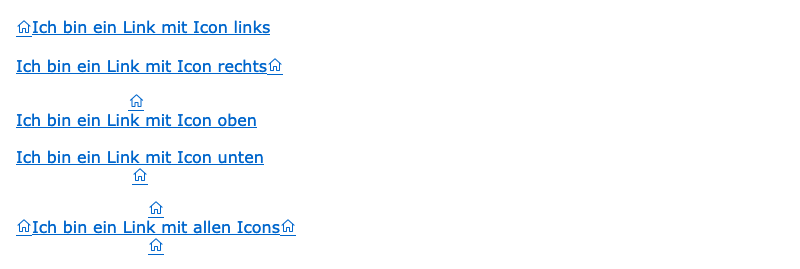 Ich bin ein Link mit Icon links
Ich bin ein Link mit Icon rechts
Ich bin ein Link mit Icon oben
Ich bin ein Link mit Icon unten
Ich bin ein Link mit allen Icons